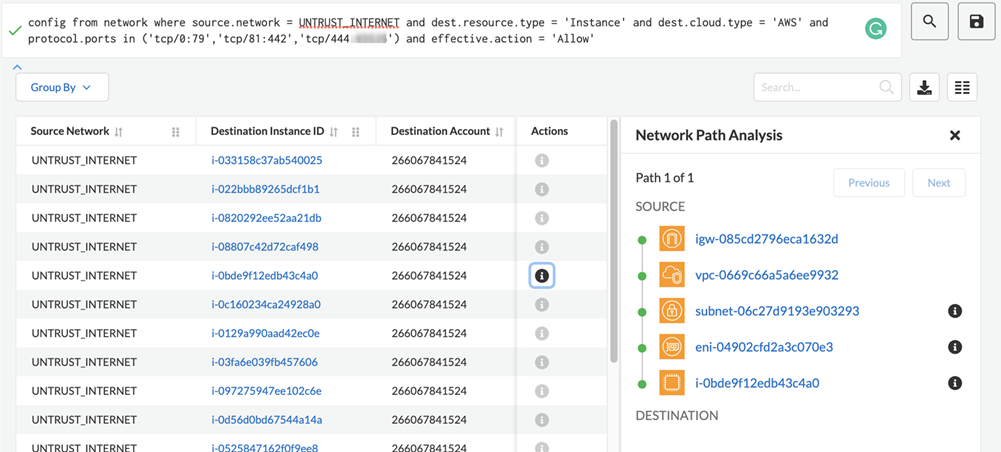 config from network where source.network = UNTRUST_INTERNET and dest.resource.type = 'Instance' and dest.cloud.type = 'AWS' and
protocol.ports in ('tcp/0:79','tcp/81:442','tcp/444 ') and effective.action = 'Allow'
Group By
Search...
Source Network Destination Instance ID Destination Account Actions
UNTRUST_INTERNET i-033158c37ab540025 266067841524
UNTRUST_INTERNET i-022bbb89265dcf1b1 266067841524
UNTRUST_INTERNET i-0820292ee52aa21db 266067841524
UNTRUST_INTERNET i-08807c42d72caf498 266067841524
UNTRUST_INTERNET i-0bde9f12edb43c4a0 266067841524
UNTRUST_INTERNET i-0c160234ca24928a0 266067841524
UNTRUST_INTERNET i-0129a990aad42ec0e 266067841524
UNTRUST_INTERNET i-03fa6e039fb457606 266067841524
UNTRUST_INTERNET i-097275947ee102c6e 266067841524
UNTRUST_INTERNET i-0d56d0bd67544a14a 266067841524
UNTRUST_INTERNET i-0525847162f0f9ee8 266067841524
Network Path Analysis
Path 1 of 1
Previous Next
SOURCE
igw-085cd2796eca1632d
vpc-0669c66a5a6ee9932
subnet-06c27d9193e903293
eni-04902cfd2a3c070e3
i-0bde9f12edb43c4a0
DESTINATION